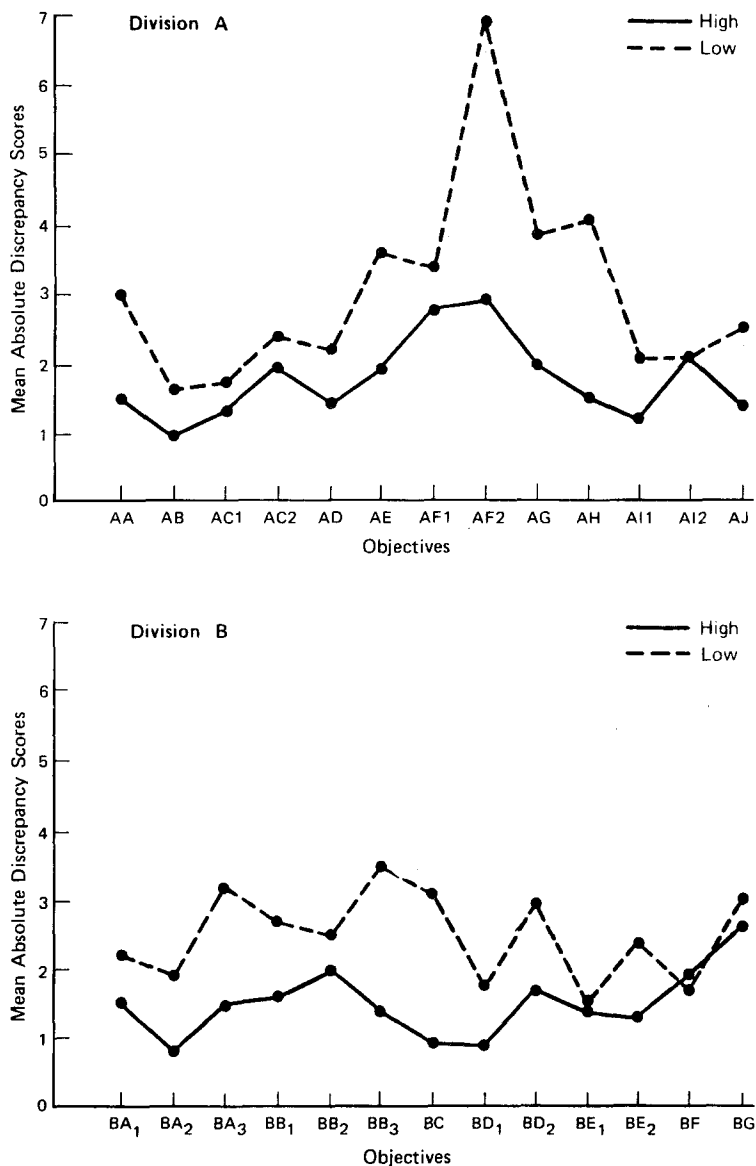 Division A
High
Low
Mean Absolute Discrepancy Scores
7
6
5
4
3
2
1
0
AA AB AC1 AC2 AD AE AF1 AF2 AG AH AI1 AI2 AJ
Objectives
Division B
High
Low
Mean Absolute Discrepancy Scores
7
6
5
4
3
2
1
0
BA₁ BA₂ BA₃ BB₁ BB₂ BB₃ BC BD₁ BD₂ BE₁ BE₂ BF BG
Objectives